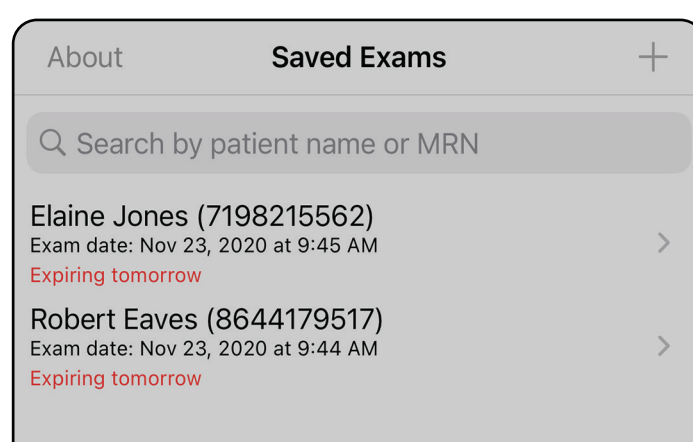 About
Saved Exams
Search by patient name or MRN
Elaine Jones (7198215562)
Exam date: Nov 23, 2020 at 9:45 AM
Expiring tomorrow
Robert Eaves (8644179517)
Exam date: Nov 23, 2020 at 9:44 AM
Expiring tomorrow